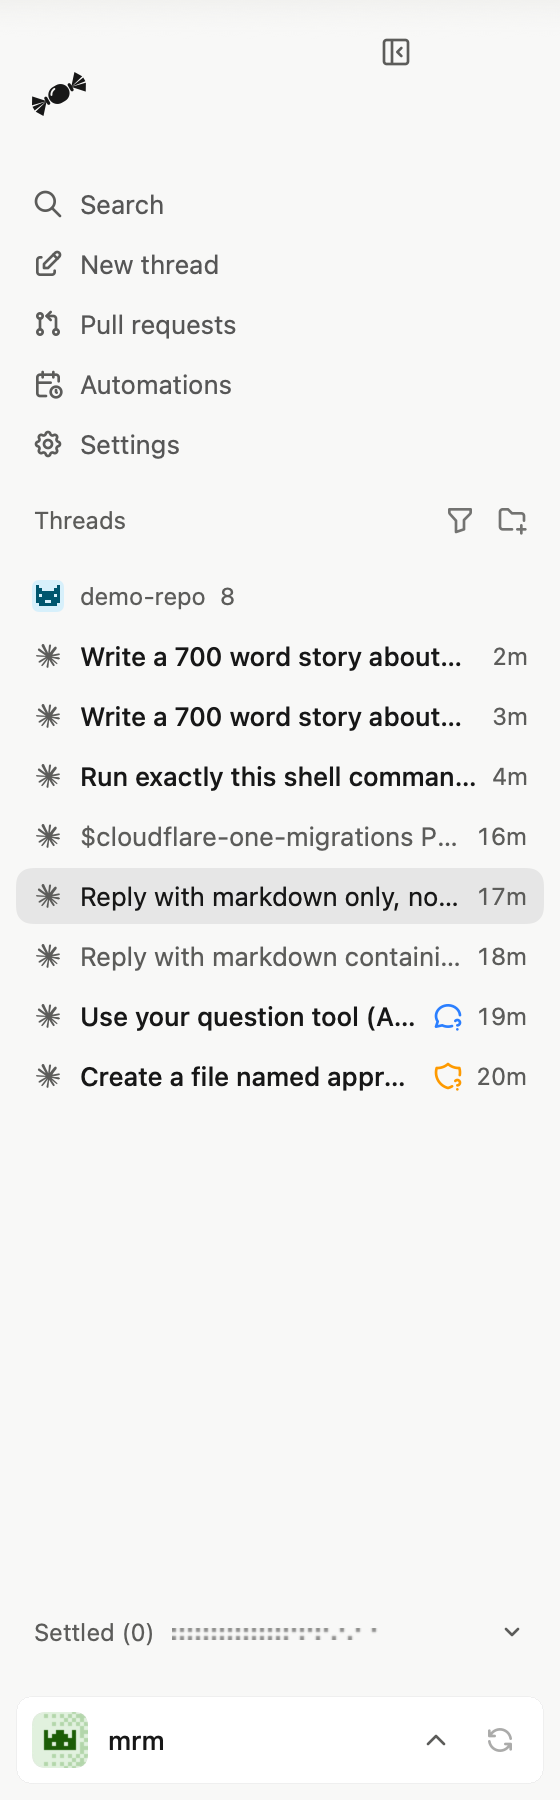 Search
New thread
Pull requests
Automations
Settings
Threads
demo-repo 8
Write a 700 word story about... 2m
Write a 700 word story about... 3m
Run exactly this shell comman... 4m
$cloudflare-one-migrations P... 16m
Reply with markdown only, no... 17m
Reply with markdown containi... 18m
Use your question tool (A... 19m
Create a file named appr... 20m
Settled (0)
mrm